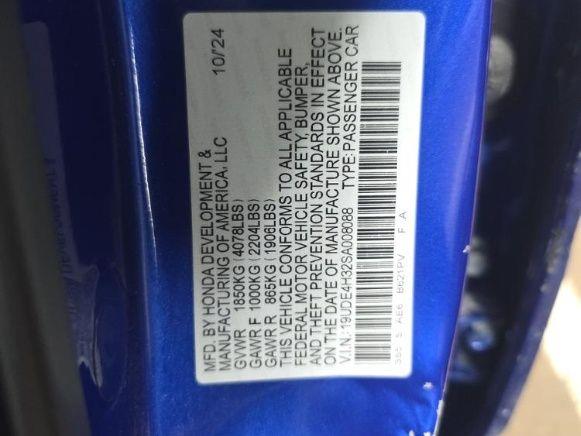 MFD. BY HONDA DEVELOPMENT &
MANUFACTURING OF AMERICA, LLC 10/24
GVWR 1850KG (4078LBS)
GAWR F 1000KG (2204LBS)
GAWR R 865KG (1906LBS)
THIS VEHICLE CONFORMS TO ALL APPLICABLE
FEDERAL MOTOR VEHICLE SAFETY, BUMPER,
AND THEFT PREVENTION STANDARDS IN EFFECT
ON THE DATE OF MANUFACTURE SHOWN ABOVE.
V.I.N.: 19UDE4H32SA008088 TYPE: PASSENGER CAR
AE6 B621PV F A